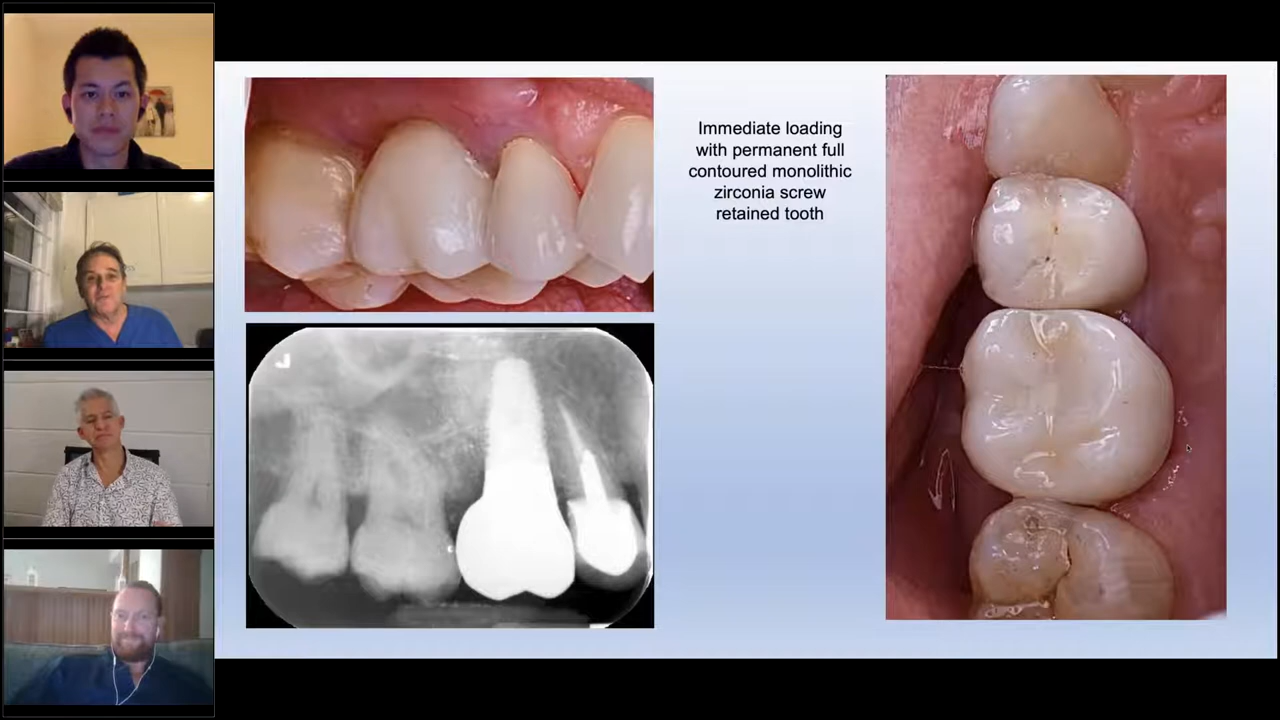 Immediate loading
with permanent full
contoured monolithic
zirconia screw
retained tooth